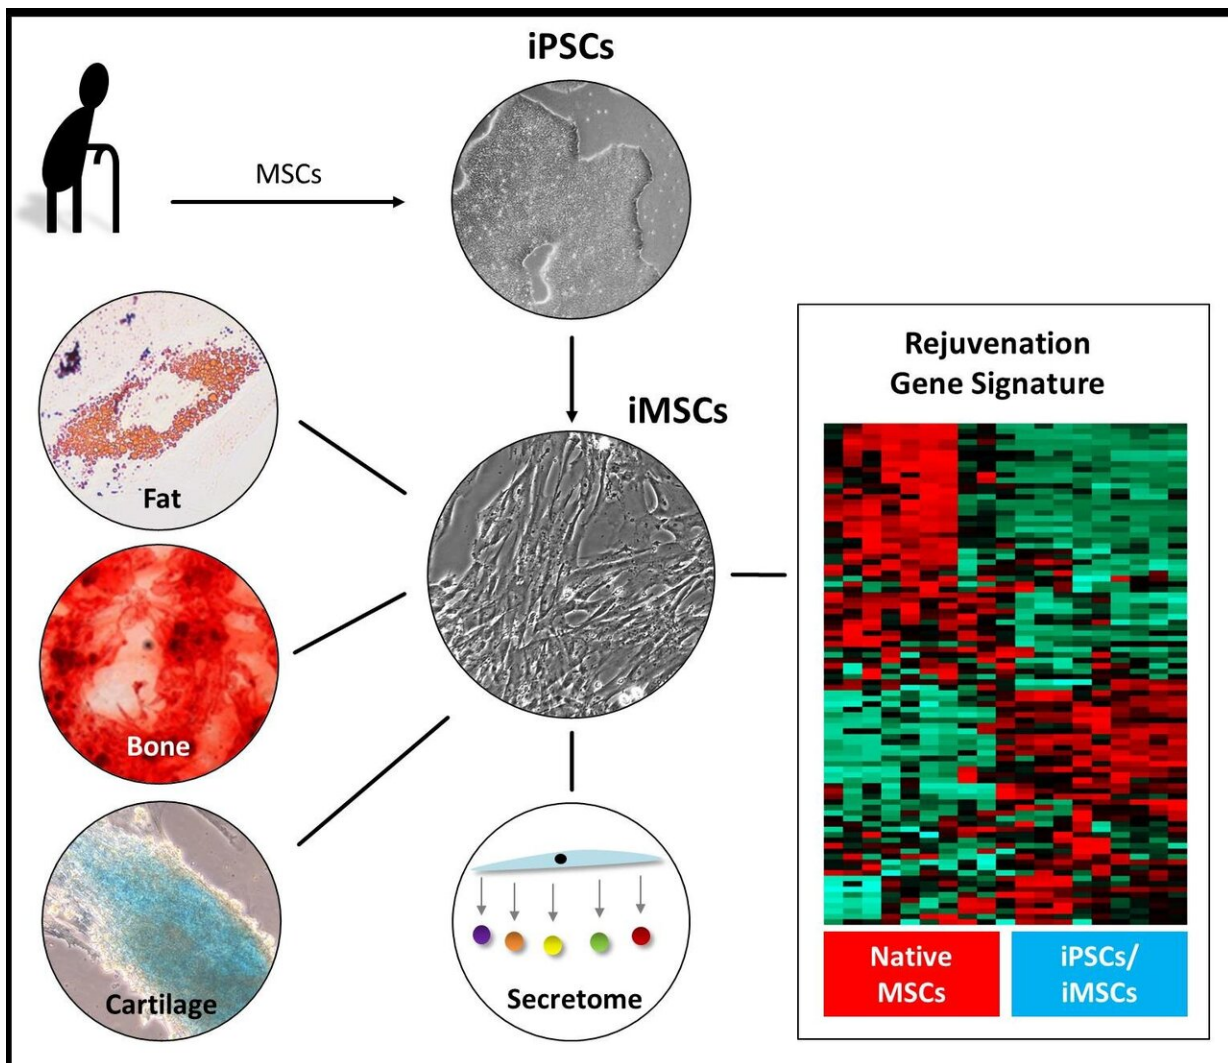 iPSCs
MSCs
iMSCs
Fat
Bone
Cartilage
Secretome
Rejuvenation
Gene Signature
Native
MSCs
iPSCs/
iMSCs